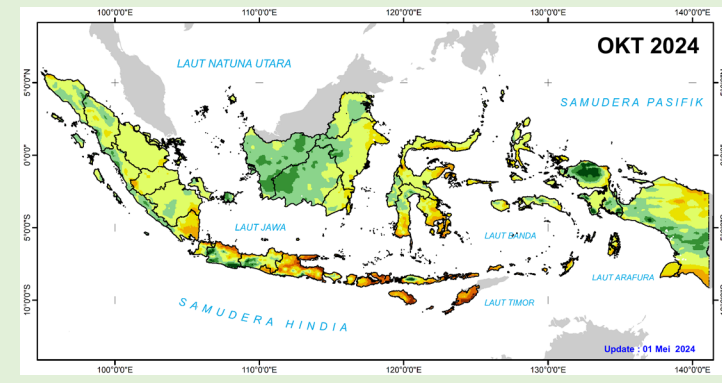 100°0'0"E 110°0'0"E 120°0'0"E 130°0'0"E 140°0'0"E
OKT 2024
LAUT NATUNA UTARA
5°0'0"N
SAMUDERA PASIFIK
0°0'0"
5°0'0"S
LAUT JAWA
LAUT BANDA
LAUT ARAFURA
10°0'0"S
SAMUDERA HINDIA
LAUT TIMOR
Update : 01 Mei 2024
100°0'0"E 110°0'0"E 120°0'0"E 130°0'0"E 140°0'0"E